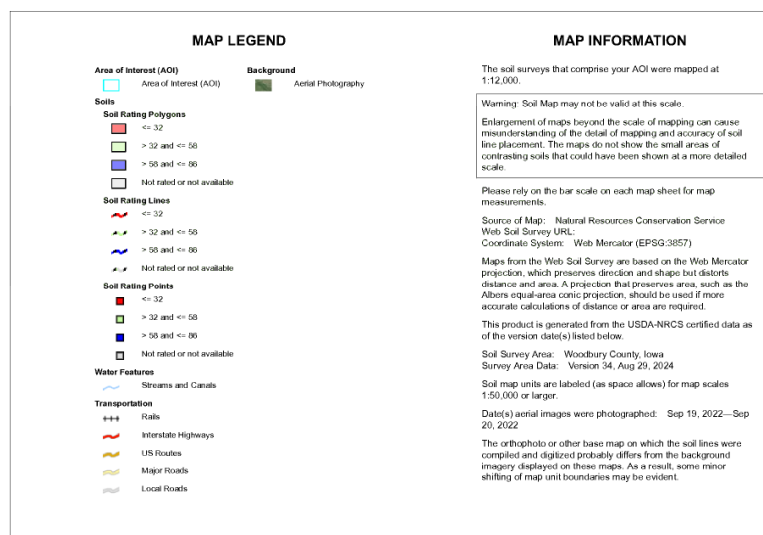 MAP LEGEND
Area of Interest (AOI)
Area of Interest (AOI)
Soils
Soil Rating Polygons
<= 32
> 32 and <= 58
> 58 and <= 86
Not rated or not available
Soil Rating Lines
<= 32
> 32 and <= 58
> 58 and <= 86
Not rated or not available
Soil Rating Points
<= 32
> 32 and <= 58
> 58 and <= 86
Not rated or not available
Water Features
Streams and Canals
Transportation
Rails
Interstate Highways
US Routes
Major Roads
Local Roads
Background
Aerial Photography
MAP INFORMATION
The soil surveys that comprise your AOI were mapped at
1:12,000.
Warning: Soil Map may not be valid at this scale.
Enlargement of maps beyond the scale of mapping can cause
misunderstanding of the detail of mapping and accuracy of soil
line placement. The maps do not show the small areas of
contrasting soils that could have been shown at a more detailed
scale.
Please rely on the bar scale on each map sheet for map
measurements.
Source of Map: Natural Resources Conservation Service
Web Soil Survey URL:
Coordinate System: Web Mercator (EPSG:3857)
Maps from the Web Soil Survey are based on the Web Mercator
projection, which preserves direction and shape but distorts
distance and area. A projection that preserves area, such as the
Albers equal-area conic projection, should be used if more
accurate calculations of distance or area are required.
This product is generated from the USDA-NRCS certified data as
of the version date(s) listed below.
Soil Survey Area: Woodbury County, Iowa
Survey Area Data: Version 34, Aug 29, 2024
Soil map units are labeled (as space allows) for map scales
1:50,000 or larger.
Date(s) aerial images were photographed: Sep 19, 2022—Sep
20, 2022
The orthophoto or other base map on which the soil lines were
compiled and digitized probably differs from the background
imagery displayed on these maps. As a result, some minor
shifting of map unit boundaries may be evident.